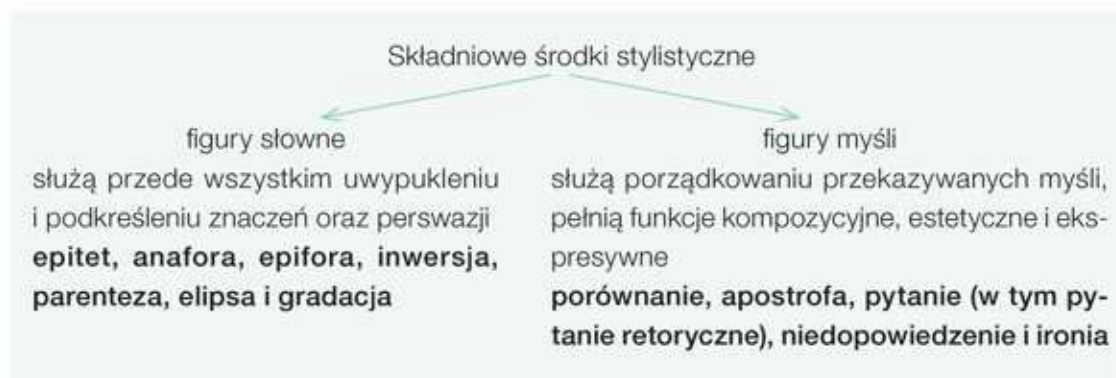 Składniowe środki stylistyczne
figury słowne
służą przede wszystkim uwypukleniu
i podkreśleniu znaczeń oraz perswazji
epitet, anafora, epifora, inwersja,
parenteza, elipsa i gradacja
figury myśli
służą porządkowaniu przekazywanych myśli,
pełnią funkcje kompozycyjne, estetyczne i eks-
presywne
porównanie, apostrofa, pytanie (w tym py-
tanie retoryczne), niedopowiedzenie i ironia